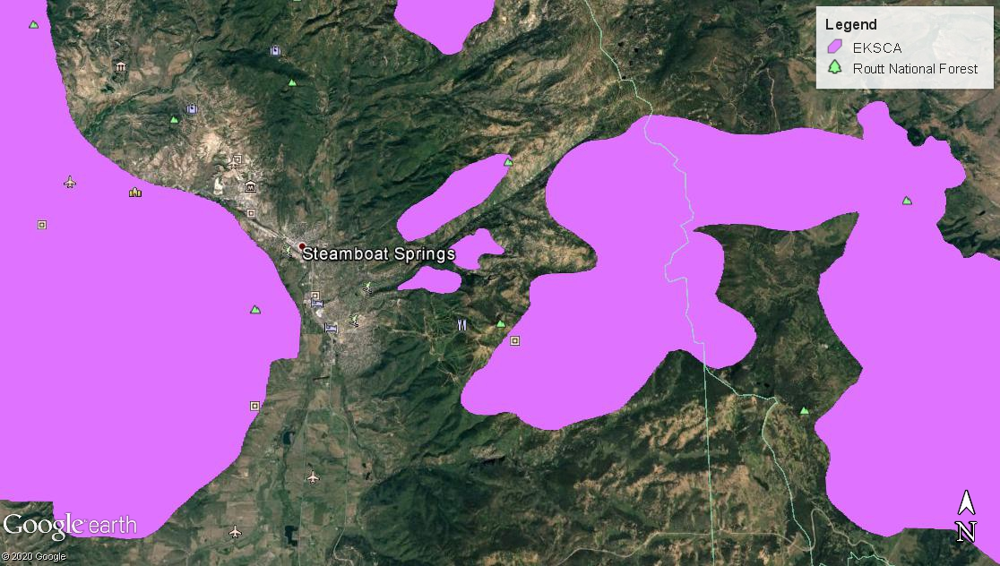 Legend
EKSCA
Routt National Forest
Steamboat Springs
Google earth
N
© 2020 Google